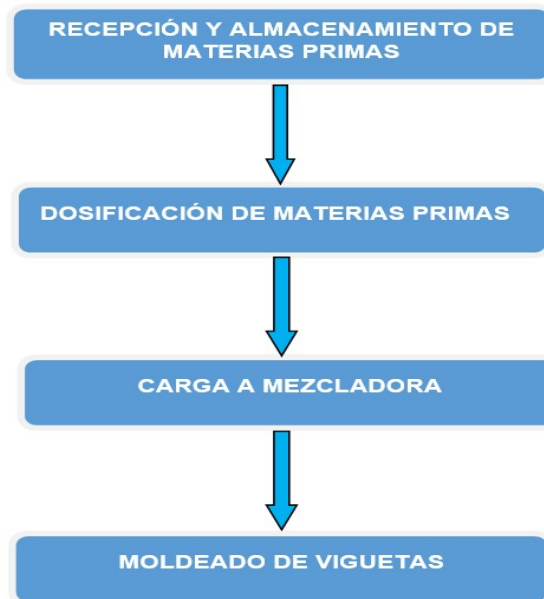 RECEPCIÓN Y ALMACENAMIENTO DE
MATERIAS PRIMAS
DOSIFICACIÓN DE MATERIAS PRIMAS
CARGA A MEZCLADORA
MOLDEADO DE VIGUETAS